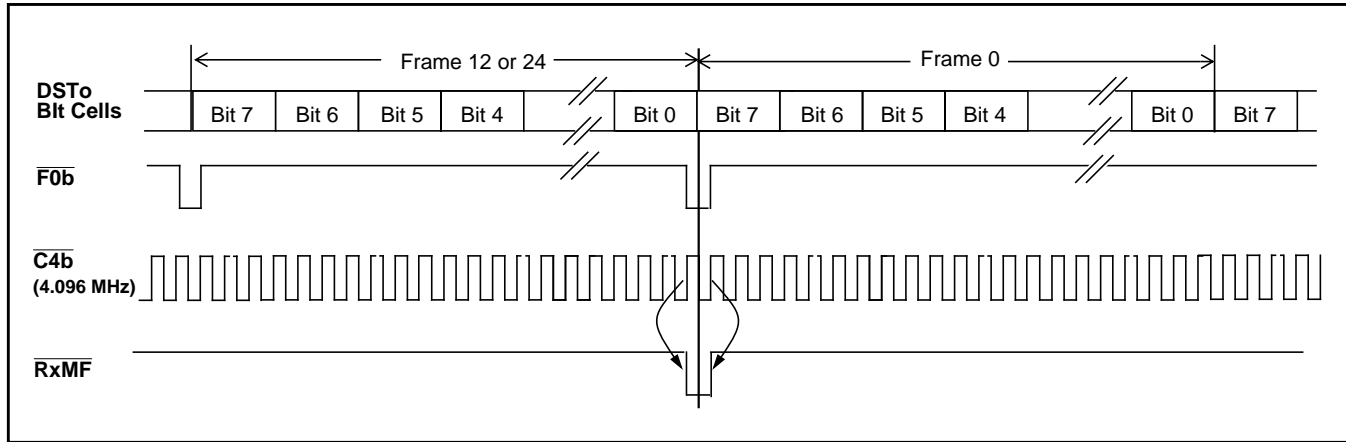 Frame 12 or 24 Frame 0
DSTo
BIt Cells
Bit 7 Bit 6 Bit 5 Bit 4 Bit 0 Bit 7 Bit 6 Bit 5 Bit 4 Bit 0 Bit 7
F0b
C4b
(4.096 MHz)
RxMF